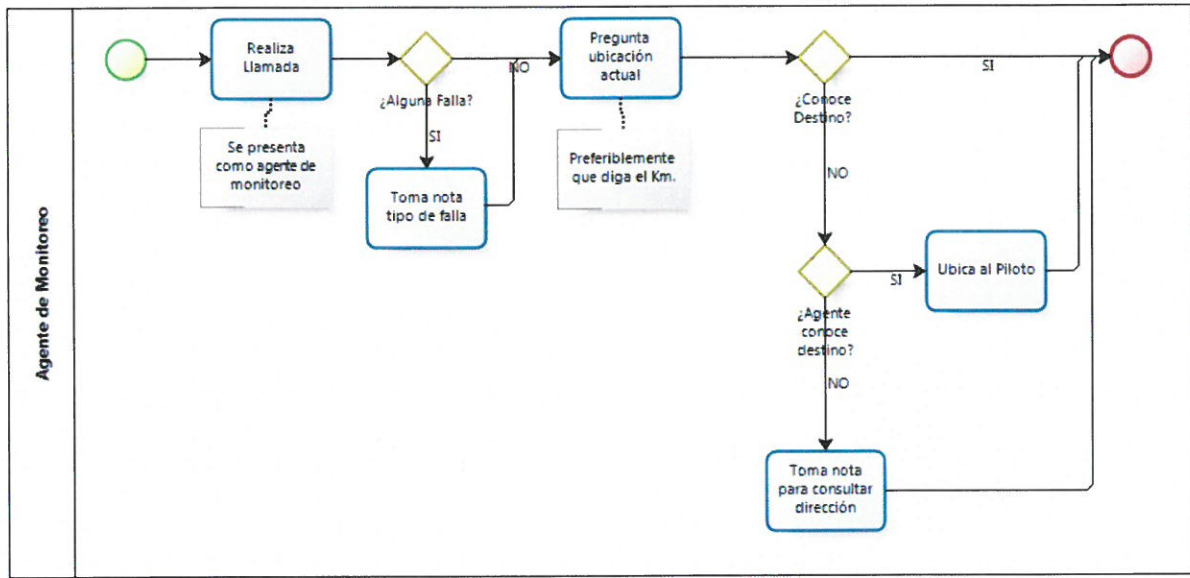 Agente de Monitoreo
Realiza
Llamada
Se presenta
como agente de
monitoreo
¿Alguna Falla?
NO
SI
Toma nota
tipo de falla
Pregunta
ubicación
actual
Preferiblemente
que diga el Km.
¿Conoce
Destino?
SI
NO
¿Agente
conoce
destino?
SI
Ubica al Piloto
NO
Toma nota
para consultar
dirección